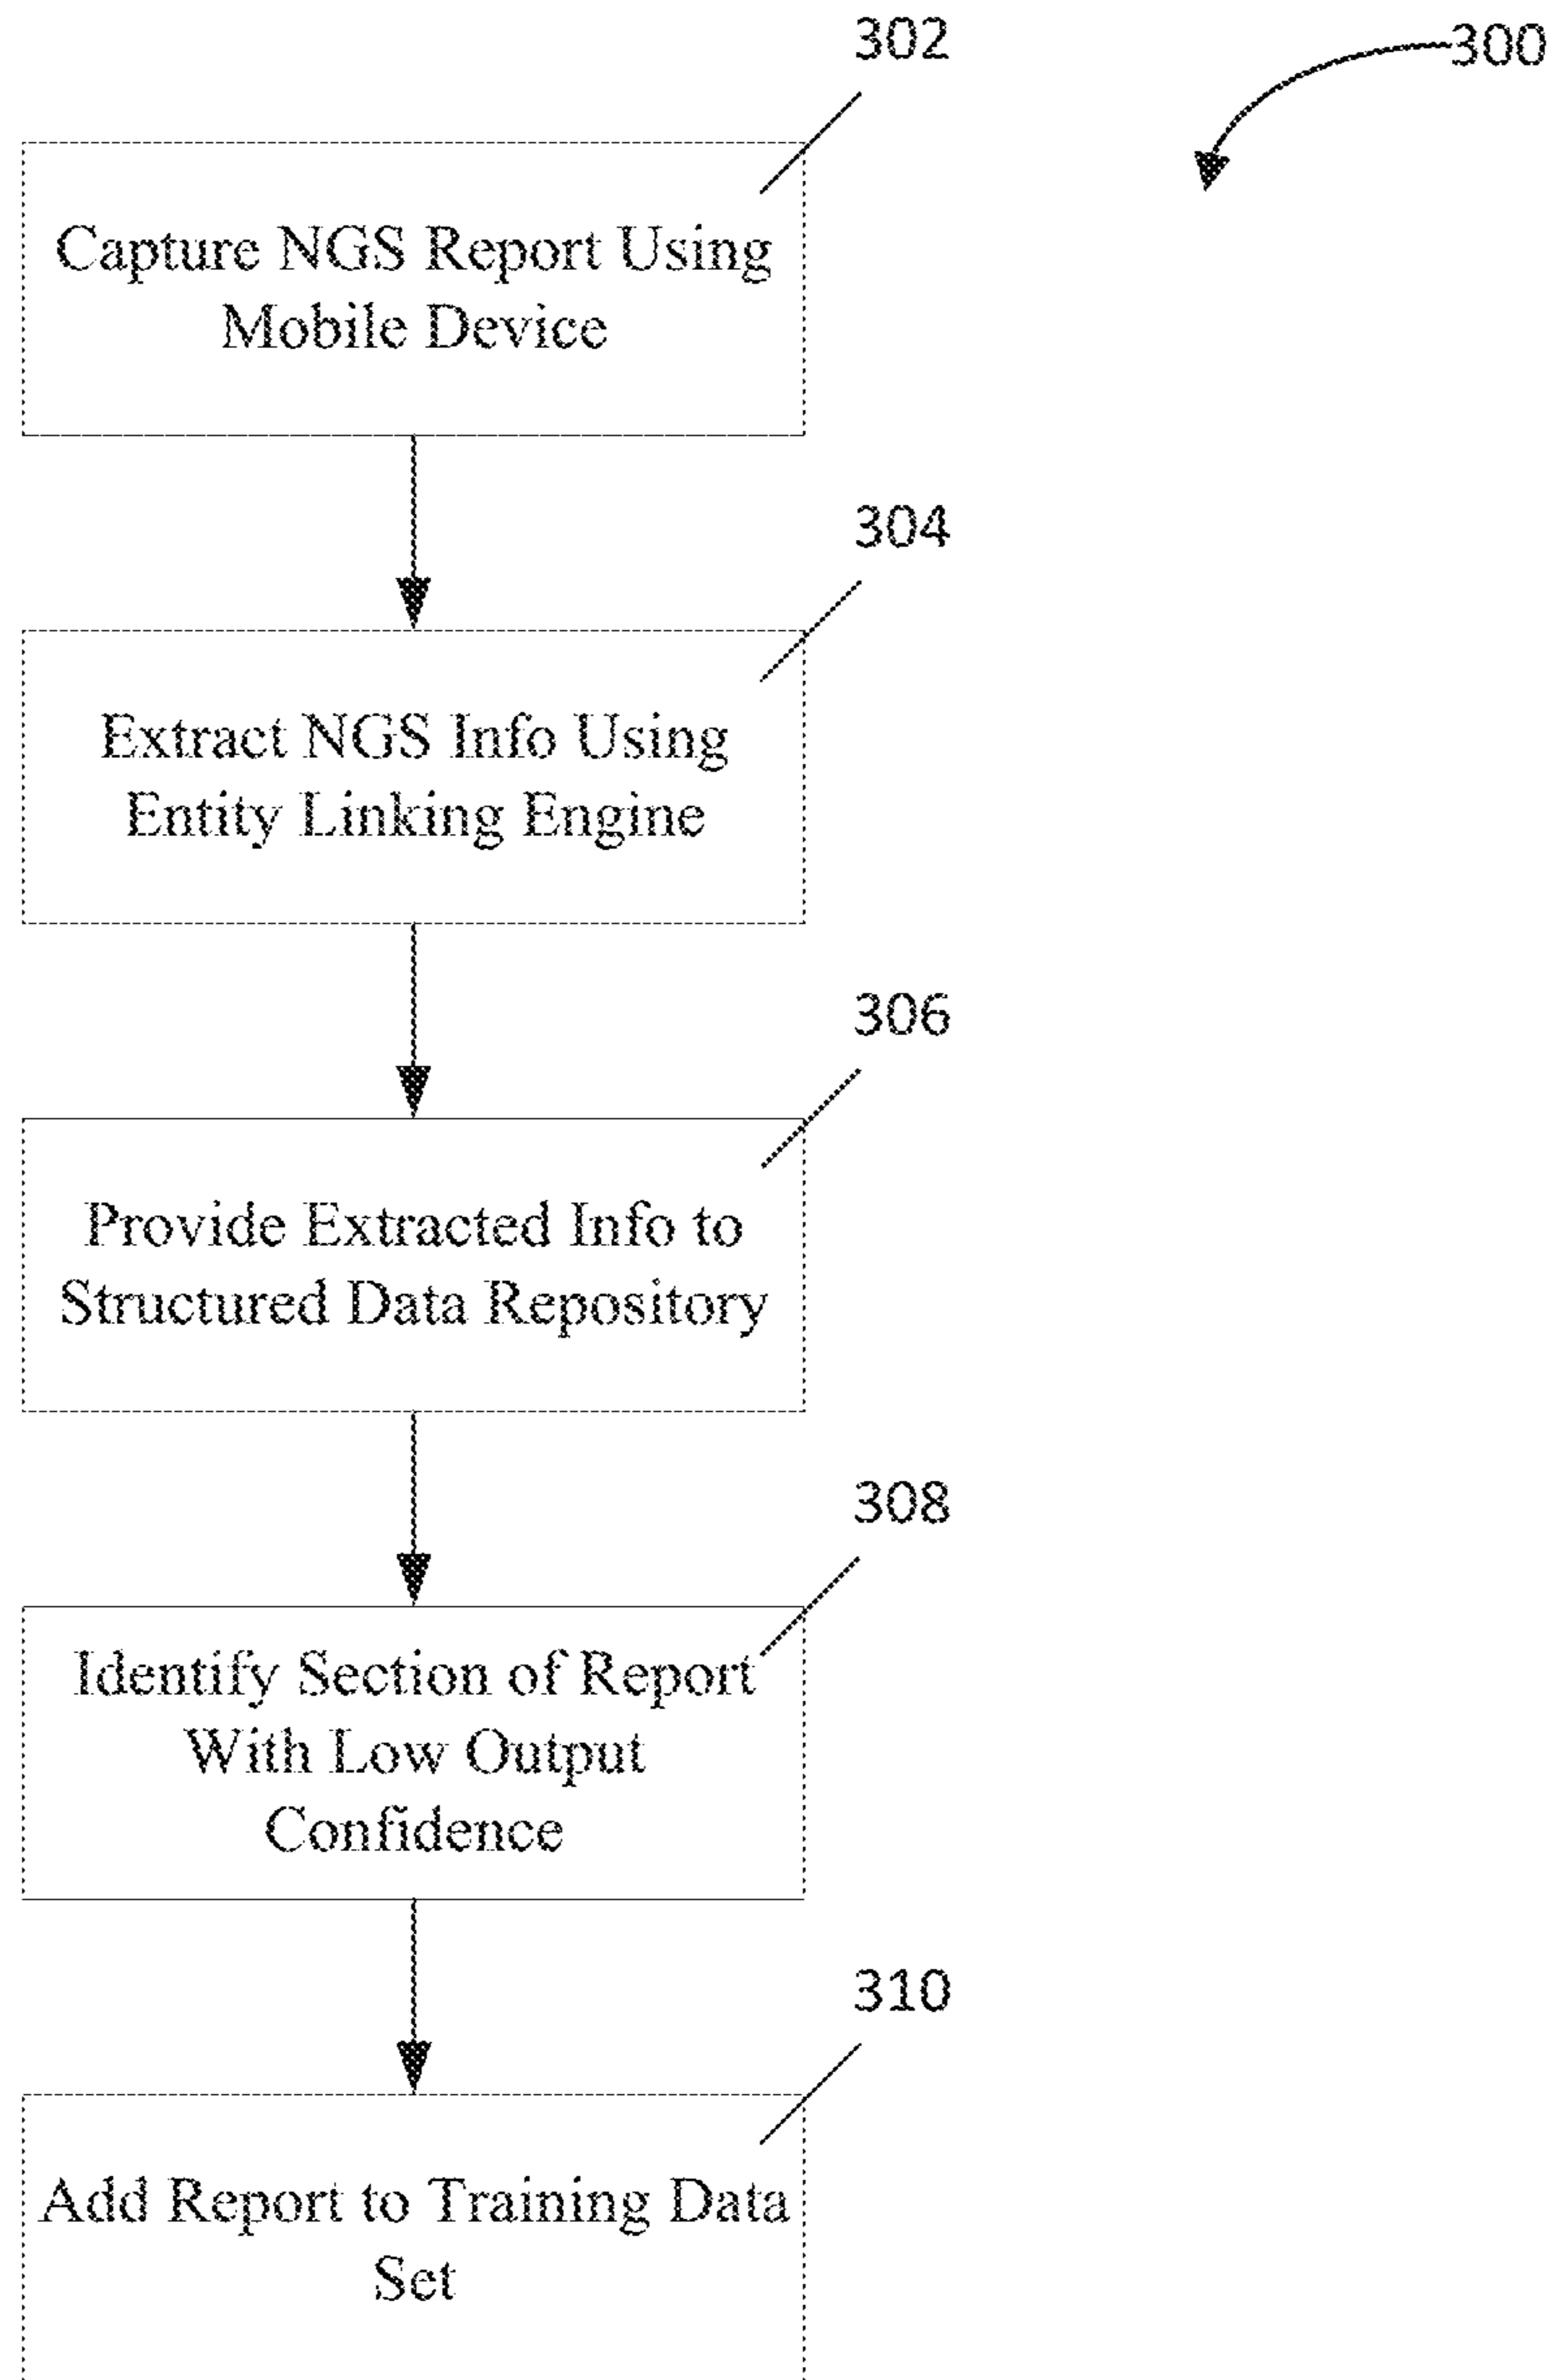 302
300
Capture NGS Report Using
Mobile Device
304
Extract NGS Info Using
Entity Linking Engine
306
Provide Extracted Info to
Structured Data Repository
308
Identify Section of Report
With Low Output
Confidence
310
Add Report to Training Data
Set